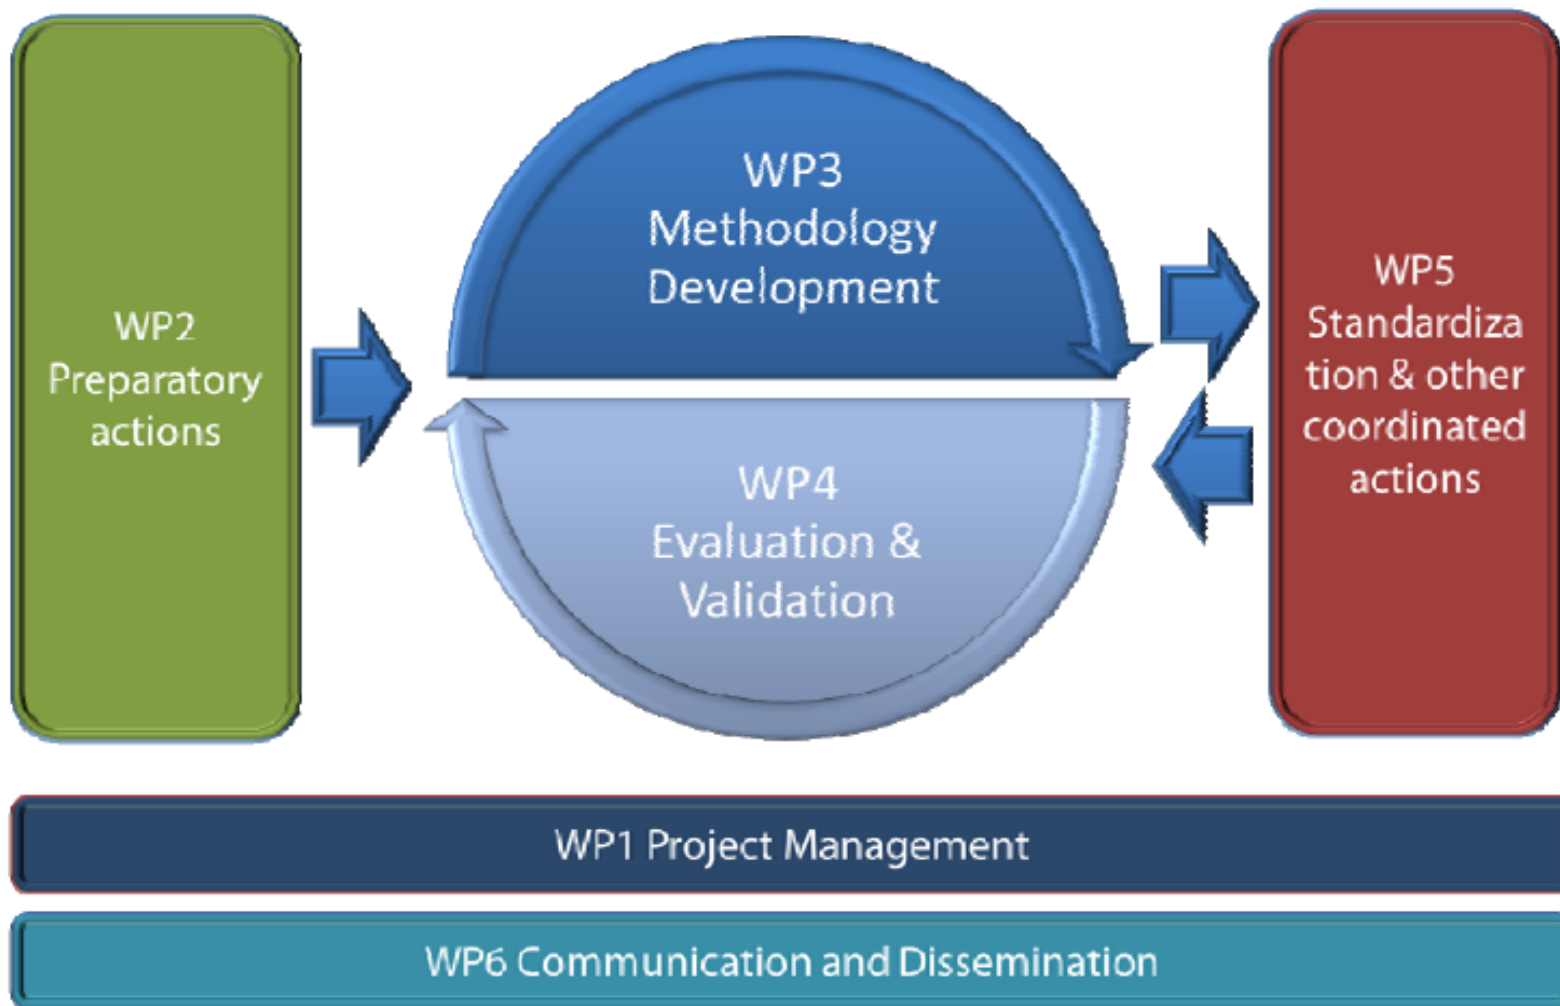 WP2
Preparatory
actions
WP3
Methodology
Development
WP4
Evaluation &
Validation
WP5
Standardiza
tion & other
coordinated
actions
WP1 Project Management
WP6 Communication and Dissemination